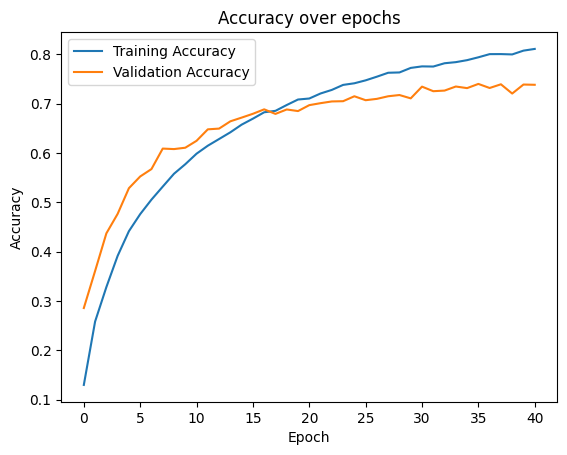 Accuracy over epochs
Training Accuracy
Validation Accuracy
Accuracy
0.8
0.7
0.6
0.5
0.4
0.3
0.2
0.1
0 5 10 15 20 25 30 35 40
Epoch